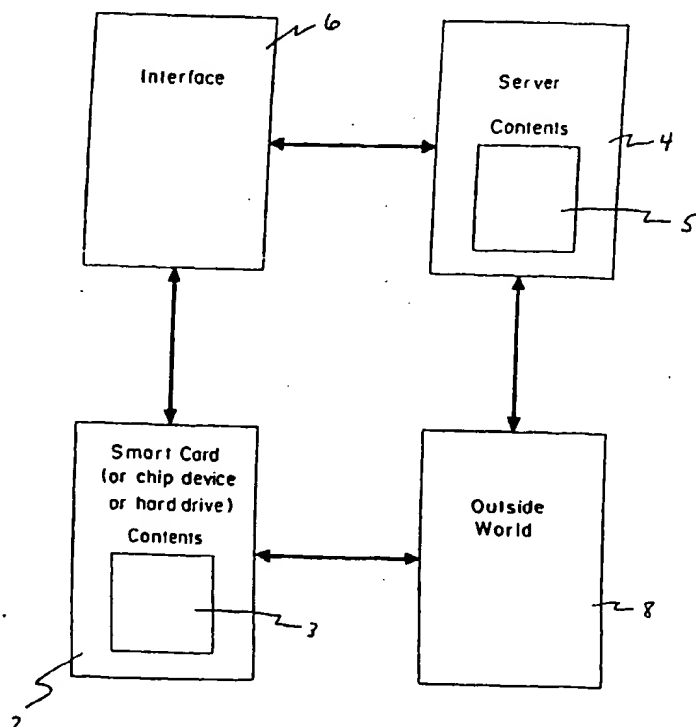 6
Interface
Server
Contents
4
5
Smart Card
(or chip device
or hard drive)
Contents
3
2
Outside
World
8